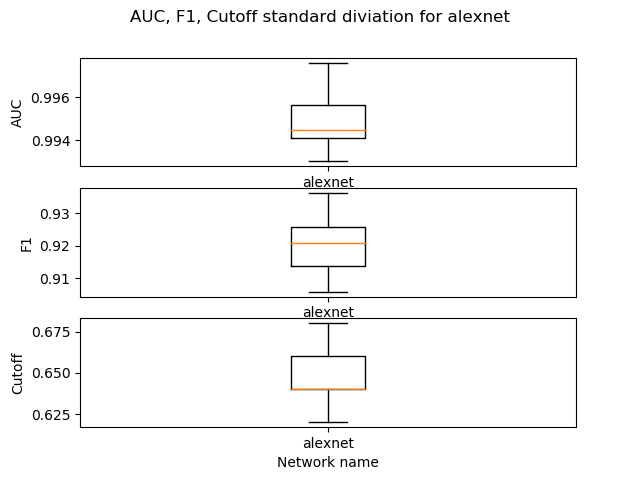 AUC, F1, Cutoff standard diviation for alexnet
0.996
0.994
AUC
alexnet
0.93
0.92
0.91
F1
alexnet
0.675
0.650
0.625
Cutoff
alexnet
Network name